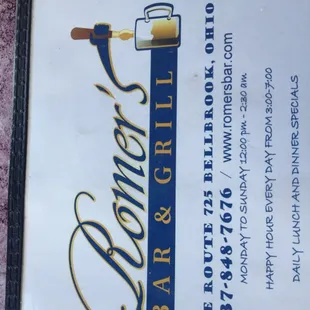 Romer's
BAR & GRILL
E ROUTE 725 BELLBROOK, OHIO
37-848-7676 / www.romersbar.com
MONDAY TO SUNDAY 12:00 pm - 2:30 am
HAPPY HOUR EVERY DAY FROM 3:00-7:00
DAILY LUNCH AND DINNER SPECIALS